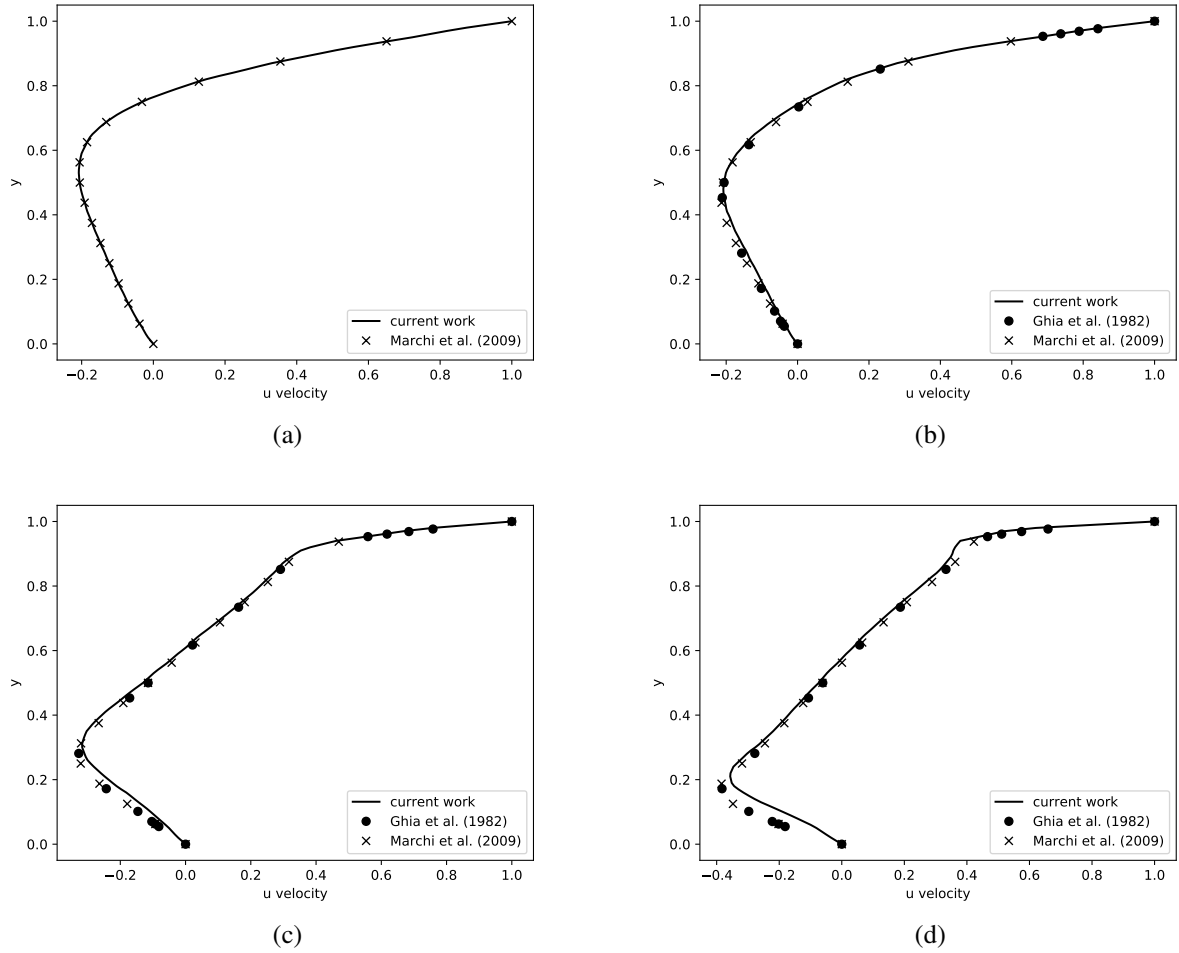 1.0
0.8
0.6
y
0.4
0.2
0.0
−0.2 0.0 0.2 0.4 0.6 0.8 1.0
u velocity
current work
Marchi et al. (2009)
(a)
1.0
0.8
0.6
y
0.4
0.2
0.0
−0.2 0.0 0.2 0.4 0.6 0.8 1.0
u velocity
current work
Ghia et al. (1982)
Marchi et al. (2009)
(b)
1.0
0.8
0.6
y
0.4
0.2
0.0
−0.2 0.0 0.2 0.4 0.6 0.8 1.0
u velocity
current work
Ghia et al. (1982)
Marchi et al. (2009)
(c)
1.0
0.8
0.6
y
0.4
0.2
0.0
−0.4 −0.2 0.0 0.2 0.4 0.6 0.8 1.0
u velocity
current work
Ghia et al. (1982)
Marchi et al. (2009)
(d)